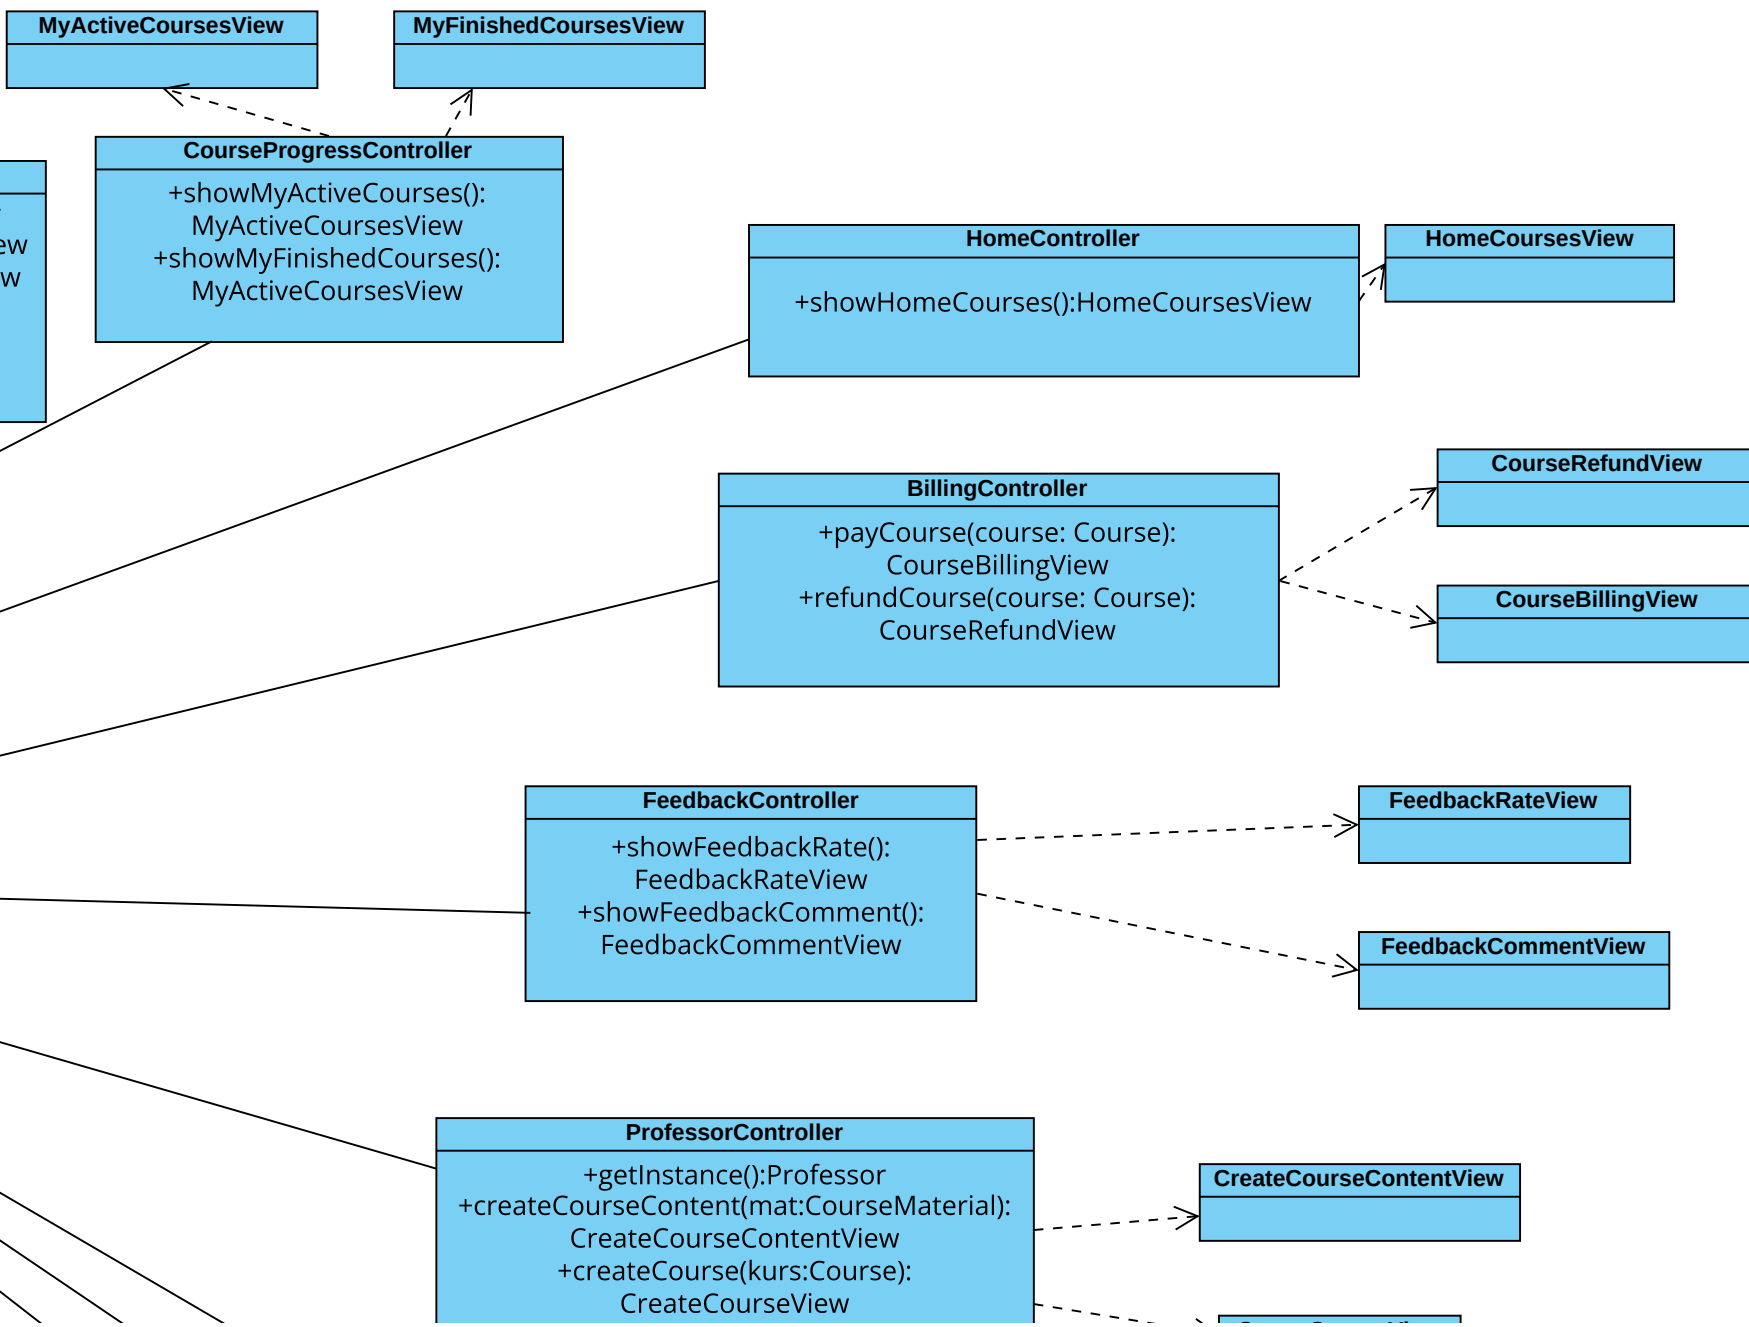 MyActiveCoursesView
MyFinishedCoursesView
CourseProgressController
+showMyActiveCourses():
MyActiveCoursesView
+showMyFinishedCourses():
MyActiveCoursesView
ew
w
HomeController
+showHomeCourses():HomeCoursesView
HomeCoursesView
BillingController
+payCourse(course: Course):
CourseBillingView
+refundCourse(course: Course):
CourseRefundView
CourseRefundView
CourseBillingView
FeedbackController
+showFeedbackRate():
FeedbackRateView
+showFeedbackComment():
FeedbackCommentView
FeedbackRateView
FeedbackCommentView
ProfessorController
+getInstance():Professor
+createCourseContent(mat:CourseMaterial):
CreateCourseContentView
+createCourse(kurs:Course):
CreateCourseView
CreateCourseContentView